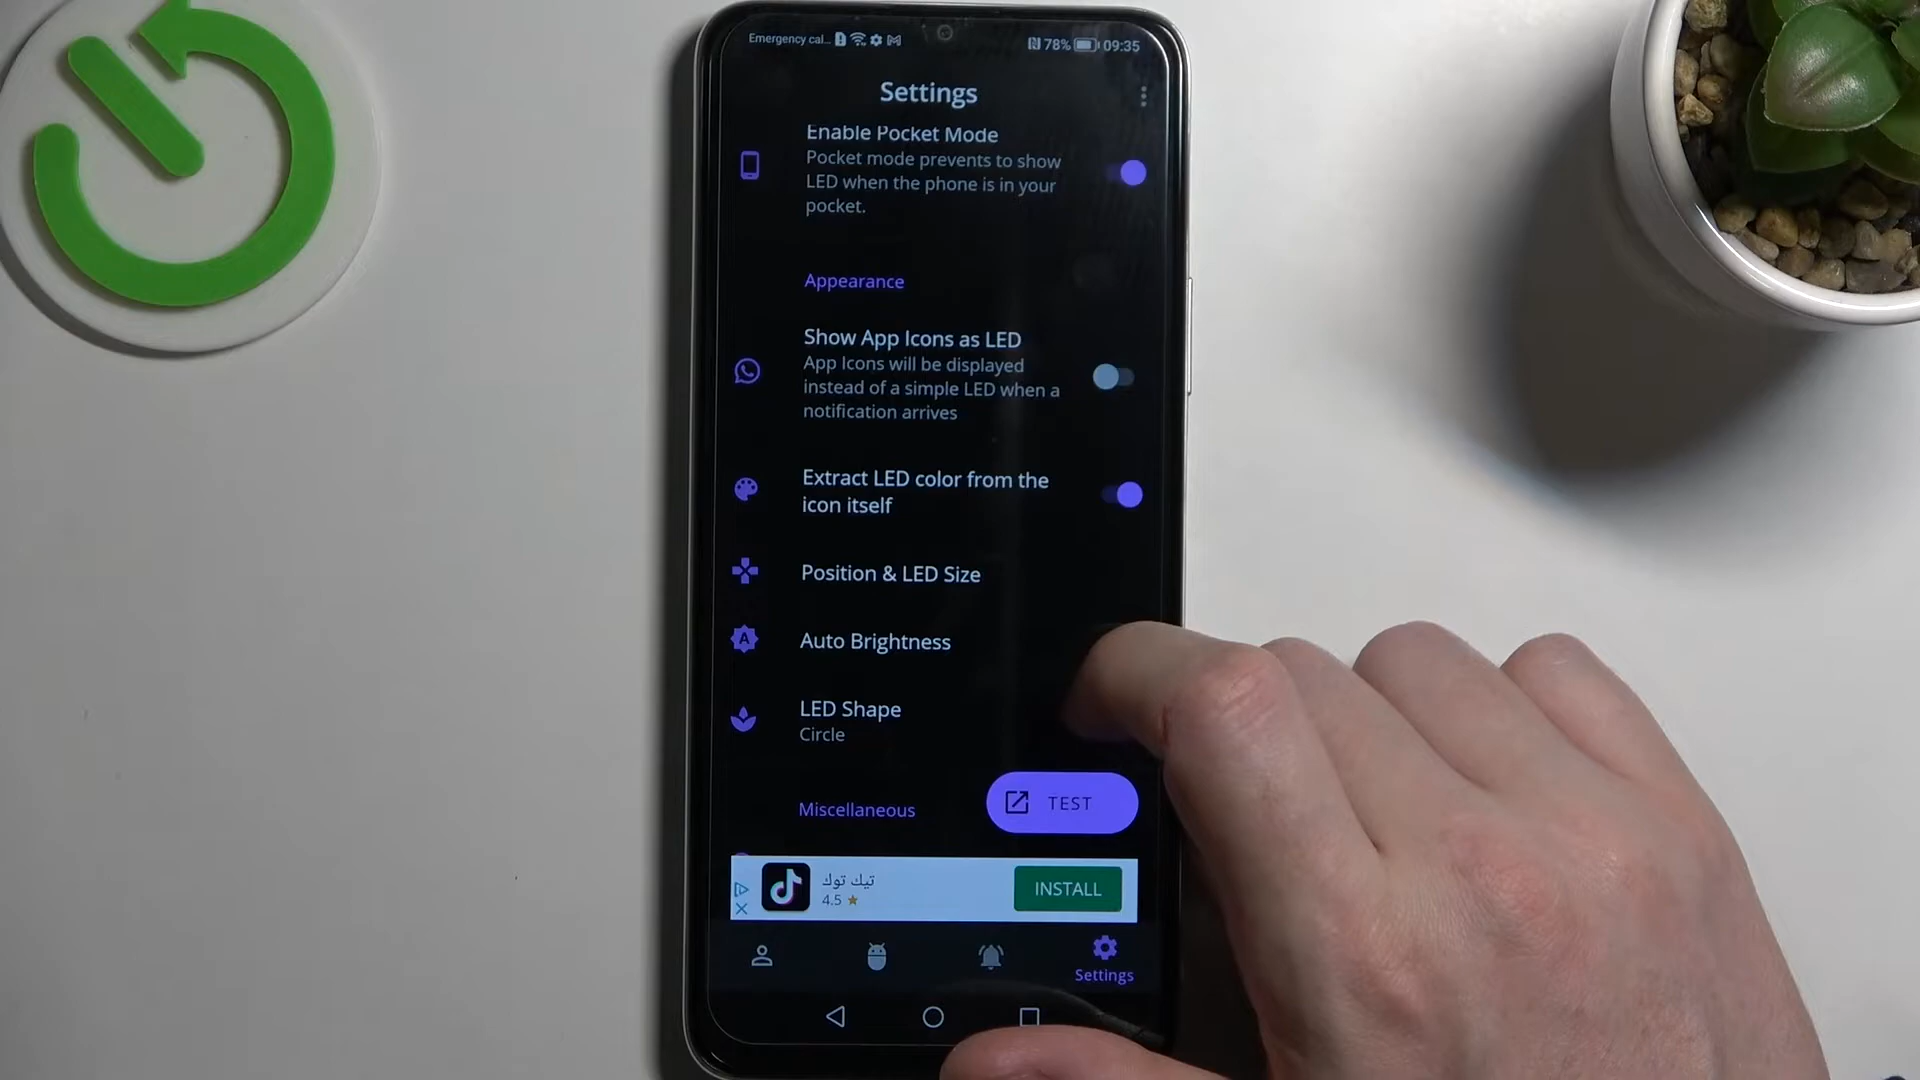 Emergency cal...
78%
09:35
Settings
Enable Pocket Mode
Pocket mode prevents to show
LED when the phone is in your
pocket.
Appearance
Show App Icons as LED
App Icons will be displayed
instead of a simple LED when a
notification arrives
Extract LED color from the
icon itself
Position & LED Size
A
Auto Brightness
LED Shape
Circle
TEST
Miscellaneous
تيك توك
4.5 ★
INSTALL
Settings